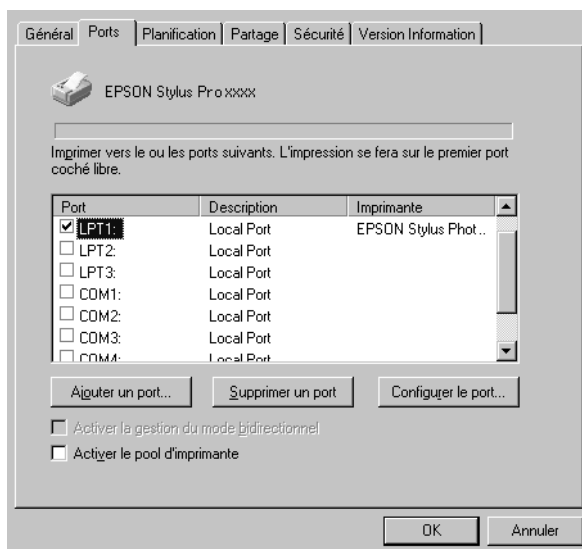 Général Ports Planification Partage Sécurité Version Information
EPSON Stylus Pro xxxx
Imprimer vers le ou les ports suivants. L'impression se fera sur le premier port
coché libre.
Port Description Imprimante
LPT1: Local Port EPSON Stylus Phot..
LPT2: Local Port
LPT3: Local Port
COM1: Local Port
COM2: Local Port
COM3: Local Port
COM4: Local Port
Ajouter un port... Supprimer un port Configurer le port...
Activer la gestion du mode bidirectionnel
Activer le pool d'imprimante
OK Annuler